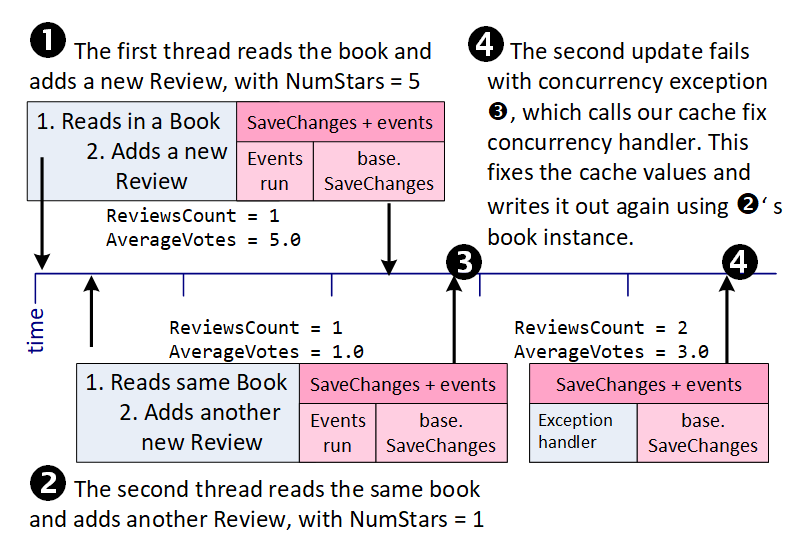 ❶ The first thread reads the book and
adds a new Review, with NumStars = 5
1. Reads in a Book
2. Adds a new
Review
SaveChanges + events
Events
run
base.
SaveChanges
ReviewsCount = 1
AverageVotes = 5.0
❹ The second update fails
with concurrency exception
❸, which calls our cache fix
concurrency handler. This
fixes the cache values and
writes it out again using ❷‘ s
book instance.
❸
❹
time
ReviewsCount = 1
AverageVotes = 1.0
1. Reads same Book
2. Adds another
new Review
SaveChanges + events
Events
run
base.
SaveChanges
ReviewsCount = 2
AverageVotes = 3.0
SaveChanges + events
Exception
handler
base.
SaveChanges
❷ The second thread reads the same book
and adds another Review, with NumStars = 1